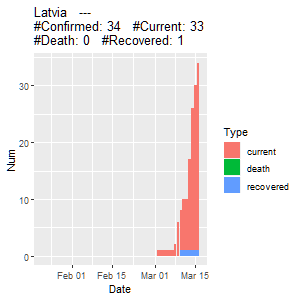 Latvia --- 
#Confirmed: 34 #Current: 33
#Death: 0 #Recovered: 1
30
20
10
0
Num
Feb 01 Feb 15 Mar 01 Mar 15
Date
Type
current
death
recovered